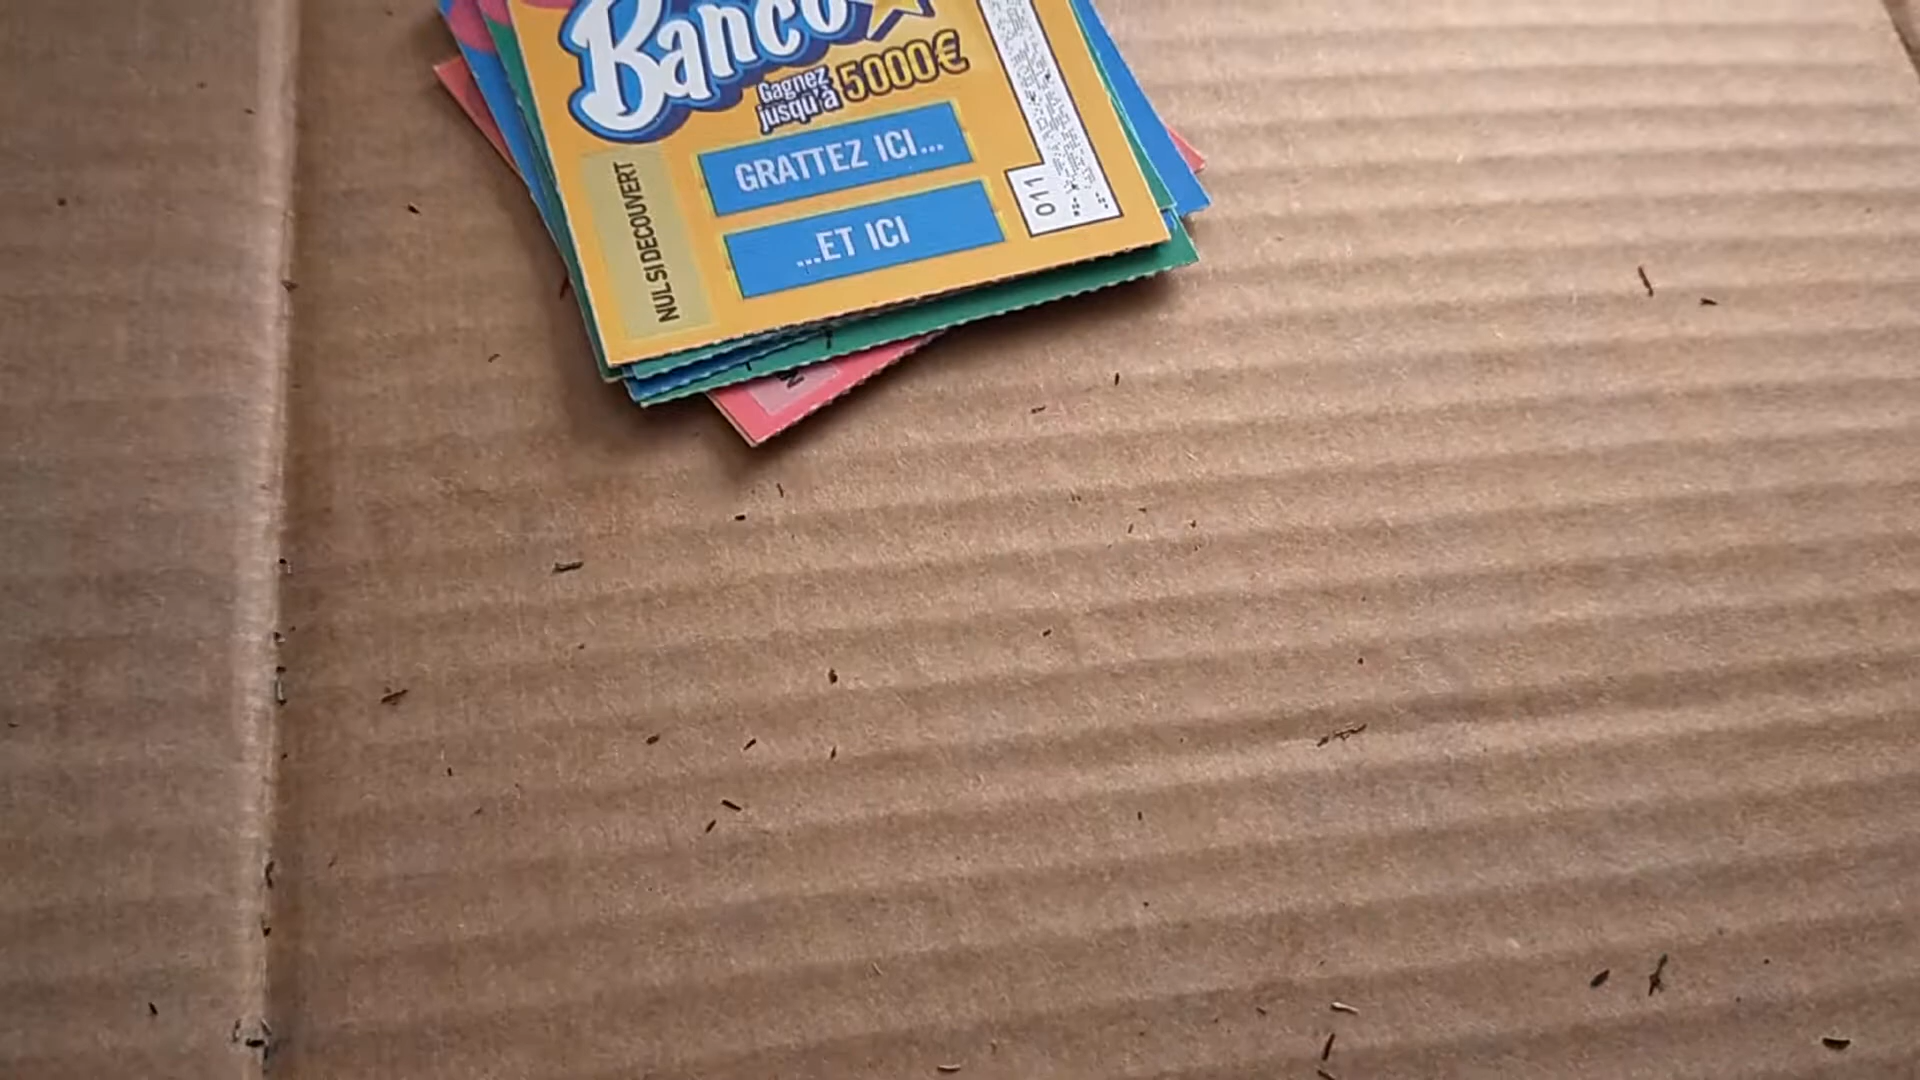 Banco
Gagnez
jusqu'à 5000€
GRATTEZ ICI...
...ET ICI
NUL SI DECOUVERT
011